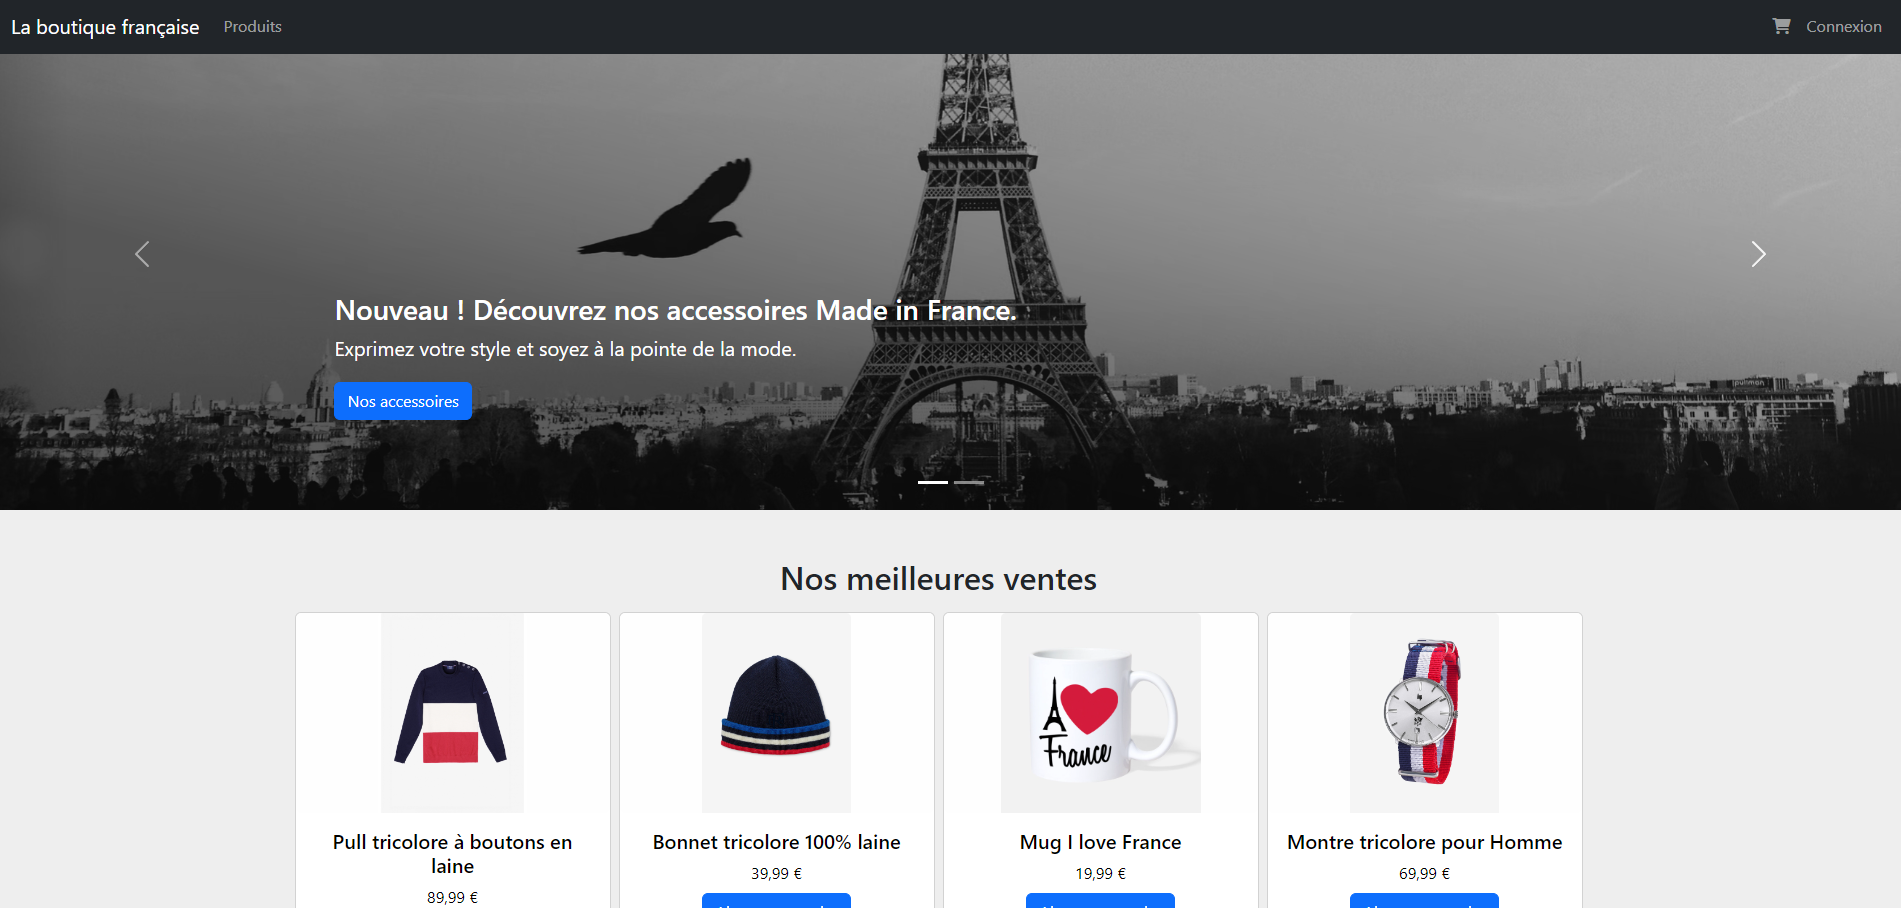 La boutique française
Produits
Connexion
Nouveau ! Découvrez nos accessoires Made in France.
Exprimez votre style et soyez à la pointe de la mode.
Nos accessoires
pullman
Nos meilleures ventes
I
France
Pull tricolore à boutons en
laine
89,99 €
Bonnet tricolore 100% laine
39,99 €
Mug I love France
19,99 €
Montre tricolore pour Homme
69,99 €